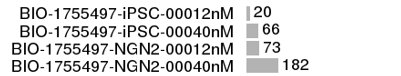 BIO-1755497-iPSC-00012nM 20
BIO-1755497-iPSC-00040nM 66
BIO-1755497-NGN2-00012nM 73
BIO-1755497-NGN2-00040nM 182